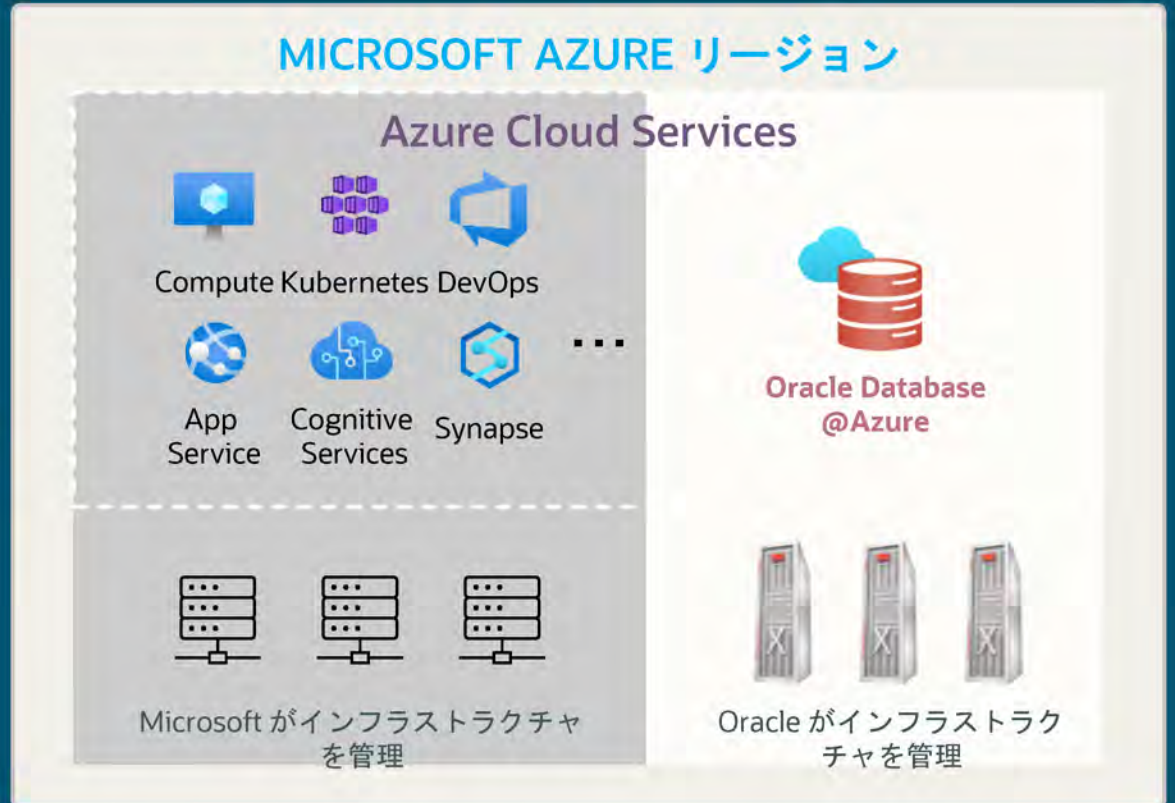 MICROSOFT AZURE リージョン
Azure Cloud Services
Compute Kubernetes DevOps
...
App
Service
Cognitive
Services
Synapse
Oracle Database
@Azure
X X X
Microsoft がインフラストラクチャ
を管理
Oracle がインフラストラク
チャを管理